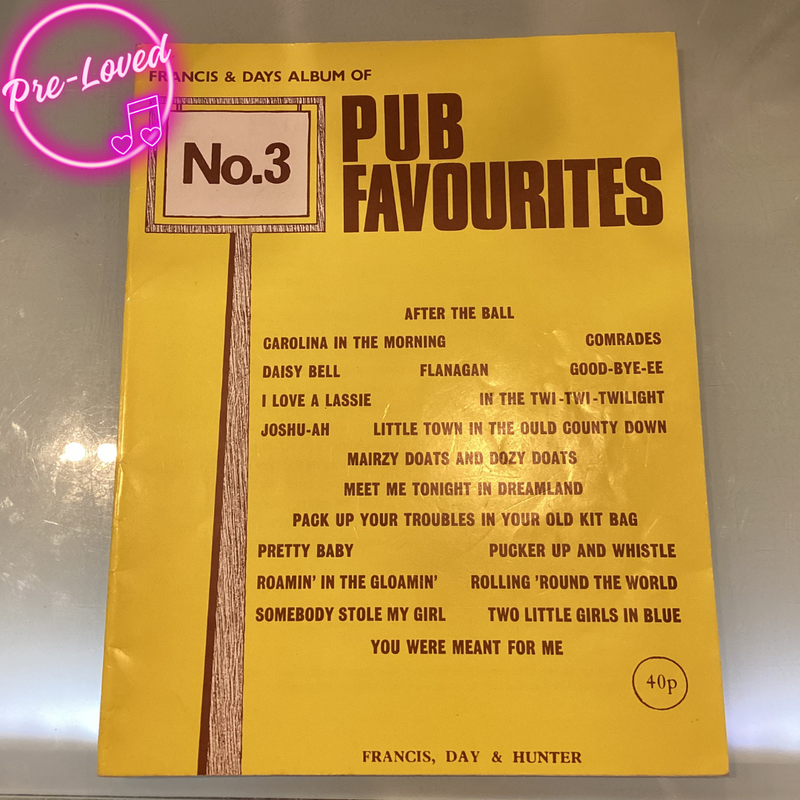 Pre-Loved
FRANCIS & DAYS ALBUM OF
No.3
PUB
FAVOURITES
AFTER THE BALL
CAROLINA IN THE MORNING COMRADES
DAISY BELL FLANAGAN GOOD-BYE-EE
I LOVE A LASSIE IN THE TWI-TWI-TWILIGHT
JOSHU-AH LITTLE TOWN IN THE OULD COUNTY DOWN
MAIRZY DOATS AND DOZY DOATS
MEET ME TONIGHT IN DREAMLAND
PACK UP YOUR TROUBLES IN YOUR OLD KIT BAG
PRETTY BABY PUCKER UP AND WHISTLE
ROAMIN' IN THE GLOAMIN' ROLLING 'ROUND THE WORLD
SOMEBODY STOLE MY GIRL TWO LITTLE GIRLS IN BLUE
YOU WERE MEANT FOR ME
40p
FRANCIS, DAY & HUNTER